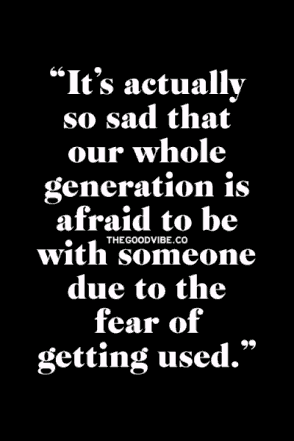 “It’s actually
so sad that
our whole
generation is
afraid to be
THEGOODVIBE.CO
with someone
due to the
fear of
getting used.”